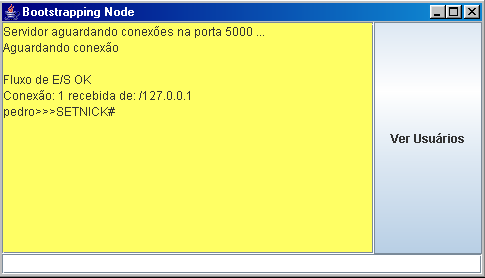 Bootstrapping Node
Servidor aguardando conexões na porta 5000 ...
Aguardando conexão
Fluxo de E/S OK
Conexão: 1 recebida de: /127.0.0.1
pedro>>>SETNICK#
Ver Usuários